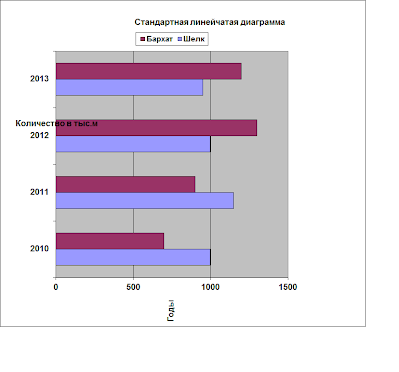 Стандартная линейчатая диаграмма
Бархат Шелк
2013
Количество в тыс.м
2012
2011
2010
0 500 1000 1500
Годы